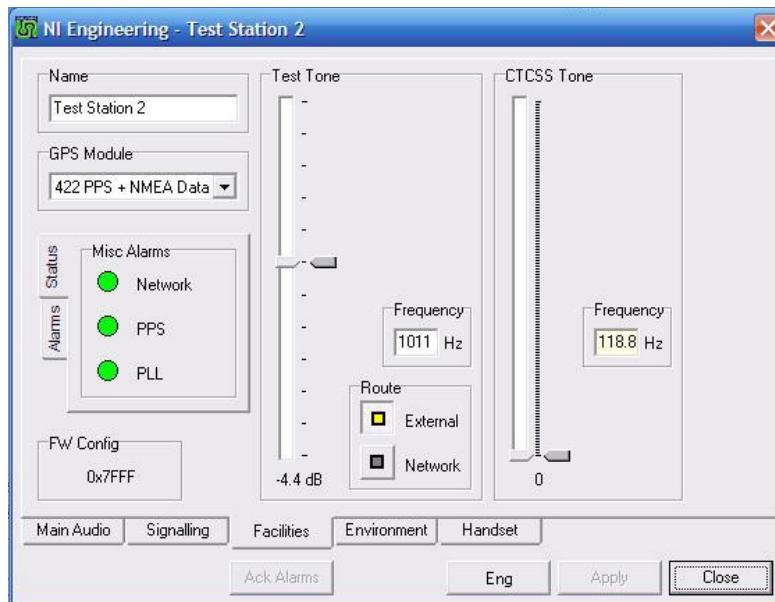 NI Engineering - Test Station 2
Name
Test Station 2
GPS Module
422 PPS + NMEA Data
Status
Alarms
Misc Alarms
Network
PPS
PLL
FW Config
0x7FFF
Test Tone
Frequency
1011 Hz
Route
External
Network
-4.4 dB
CTCSS Tone
Frequency
118.8 Hz
0
Main Audio
Signalling
Facilities
Environment
Handset
Ack Alarms
Eng
Apply
Close